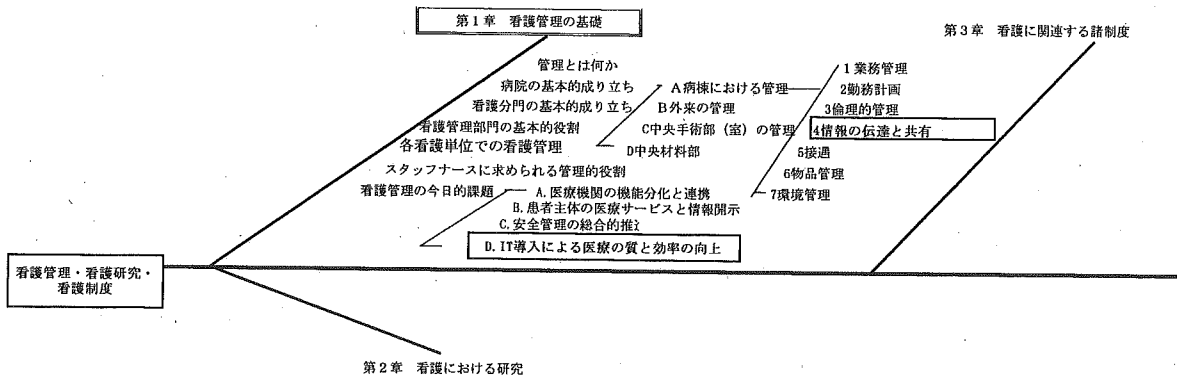 第1章 看護管理の基礎
第3章 看護に関連する諸制度
管理とは何か
病院の基本的成り立ち
看護分門の基本的成り立ち
看護管理部門の基本的役割
各看護単位での看護管理
スタッフナースに求められる管理的役割
看護管理の今日的課題
A病棟における管理
B外来の管理
C中央手術部(室)の管理
D中央材料部
1業務管理
2勤務計画
3倫理的管理
4情報の伝達と共有
5接遇
6物品管理
7環境管理
A.医療機関の機能分化と連携
B.患者主体の医療サービスと情報開示
C.安全管理の総合的推
D.IT導入による医療の質と効率の向上
看護管理・看護研究・
看護制度
第2章 看護における研究